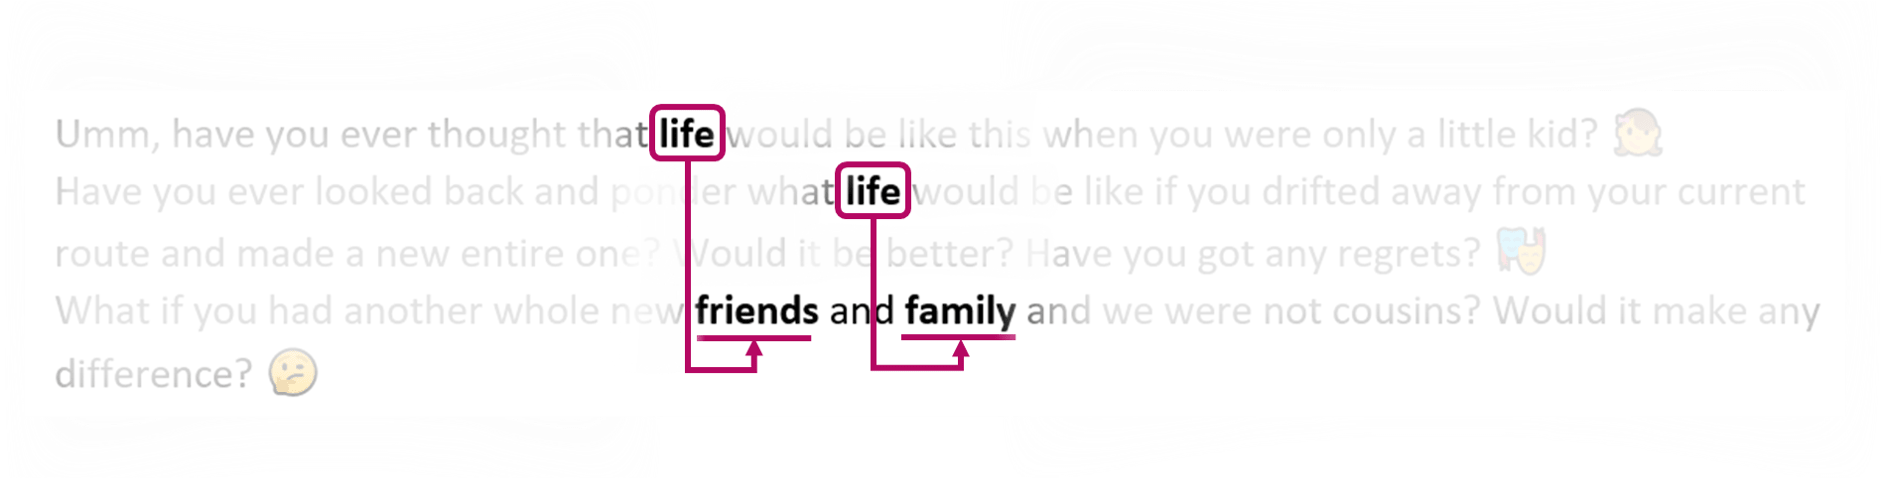 Umm, have you ever thought that life would be like this when you were only a little kid? 👧
Have you ever looked back and ponder what life would be like if you drifted away from your current
route and made a new entire one? Would it be better? Have you got any regrets? 🎭
What if you had another whole new friends and family and we were not cousins? Would it make any
difference? 🤔